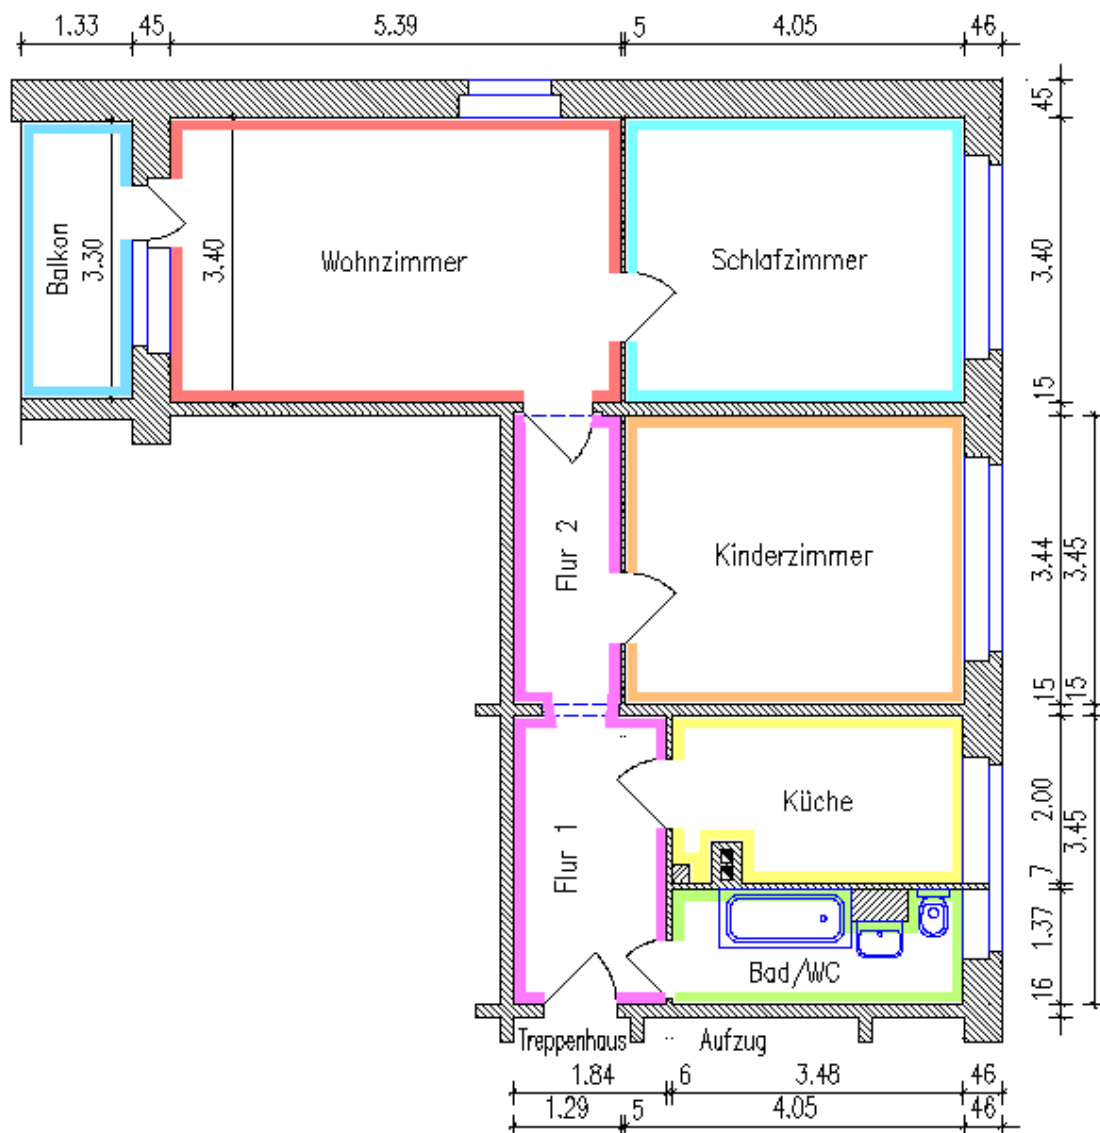 1.33 45 5.39 5 4.05 46
45
Balkon
3.30
3.40
Wohnzimmer
Schlafzimmer
3.40
15
Flur 2
Kinderzimmer
3.44
3.45
15
15
Küche
2.00
3.45
Flur 1
7
1.37
Bad/WC
16
Treppenhaus Aufzug
1.84 6 3.48 46
1.29 5 4.05 46